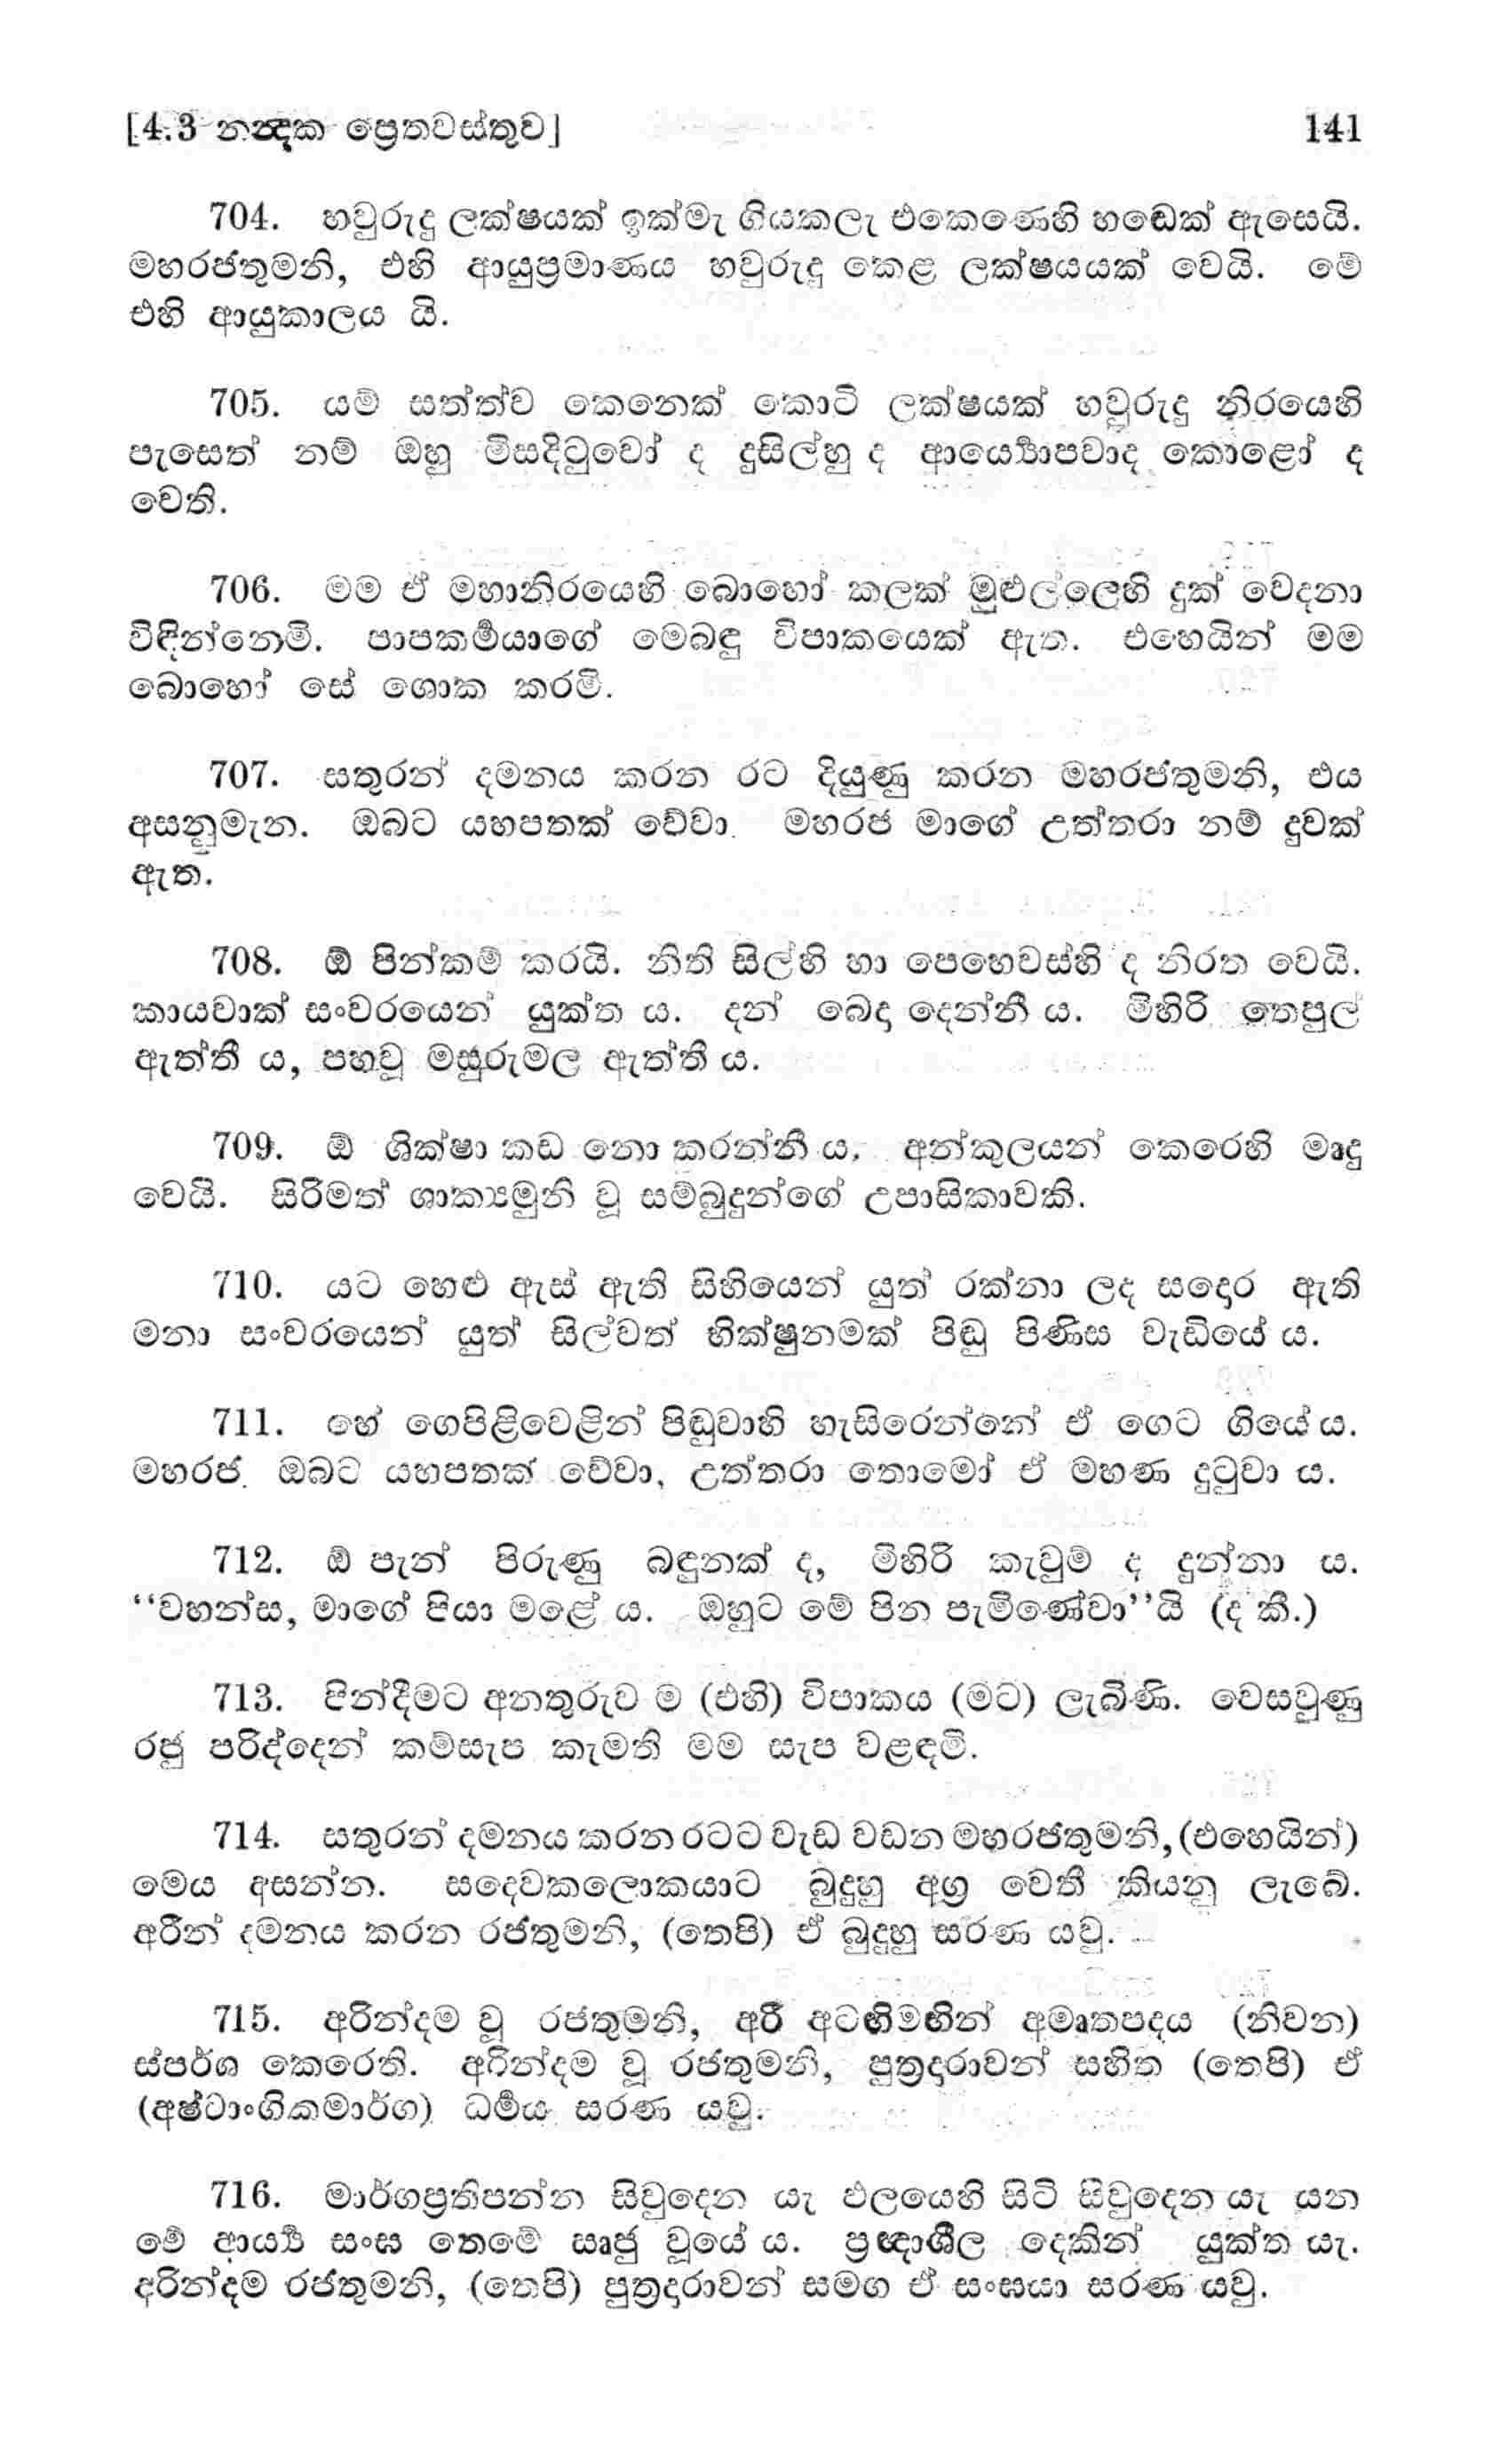 [4.3 නන්‍දක ප්‍රෙතවස්තුව] 141
704. හවුරුදු ලක්ෂයක් ඉක්මැ ගියකලැ එකෙණෙහි හඬෙක් ඇසෙයි.
මහරජතුමනි, එහි ආයුප්‍රමාණය හවුරුදු කෙළ ලක්ෂයයක් වෙයි. මේ
එහි ආයුකාලය යි.
705. යම් සත්ත්ව කෙනෙක් කොටි ලක්ෂයක් හවුරුදු නිරයෙහි
පැසෙත් නම් ඔහු මිසදිටුවෝ ද දුසිල්හු ද ආර්‍ය්‍යොපවාද කොළෝ ද
වෙති.
706. මම ඒ මහානිරයෙහි බොහෝ කලක් මුළුල්ලෙහි දුක් වෙදනා
විඳින්නෙමි. පාපකර්‍මයාගේ මෙබඳු විපාකයෙක් ඇත. එහෙයින් මම
බොහෝ සේ ශොක කරමි.
707. සතුරන් දමනය කරන රට දියුණු කරන මහරජතුමනි, එය
අසනුමැන. ඔබට යහපතක් වේවා. මහරජ මාගේ උත්තරා නම් දුවක්
ඇත.
708. ඕ පින්කම් කරයි. නිති සිල්හි හා පෙහෙවස්හි ද නිරත වෙයි.
කායවාක් සංවරයෙන් යුක්ත ය. දන් බෙදා දෙන්නී ය. මිහිරි තෙපුල්
ඇත්තී ය, පහවූ මසුරුමල ඇත්තී ය.
709. ඕ ශික්ෂා කඩ නො කරන්නී ය. අන්කුලයන් කෙරෙහි මෘදු
වෙයි. සිරිමත් ශාක්‍යමුනි වූ සම්බුදුන්ගේ උපාසිකාවකි.
710. යට හෙළු ඇස් ඇති සිහියෙන් යුත් රක්නා ලද සදොර ඇති
මනා සංවරයෙන් යුත් සිල්වත් භික්ෂුනමක් පිඬු පිණිස වැඩියේ ය.
711. හේ ගෙපිළිවෙළින් පිඬුවාහි හැසිරෙන්නේ ඒ ගෙට ගියේ ය.
මහරජ. ඔබට යහපතක් වේවා, උත්තරා තොමෝ ඒ මහණ දුටුවා ය.
712. ඕ පැන් පිරුණු බඳුනක් ද, මිහිරි කැවුම් ද දුන්නා ය.
“වහන්ස, මාගේ පියා මළේ ය. ඔහුට මේ පින පැමිණේවා”යි (ද කී.)
713. පින්දීමට අනතුරුව ම (එහි) විපාකය (මට) ලැබිණි. වෙසවුණු
රජු පරිද්දෙන් කම්සැප කැමති මම සැප වළඳමි.
714. සතුරන් දමනය කරන රටට වැඩ වඩන මහරජතුමනි, (එහෙයින්)
මෙය අසන්න. සදෙවකලොකයාට බුදුහු අග්‍ර වෙතී කියනු ලැබේ.
අරීන් දමනය කරන රජතුමනි, (තෙපි) ඒ බුදුහු සරණ යවු.
715. අරින්දම වූ රජතුමනි, අරී අටඟිමඟින් අමෘතපදය (නිවන)
ස්පර්ශ කෙරෙති. අරින්දම වූ රජතුමනි, පුත්‍රදාරාවන් සහිත (තෙපි) ඒ
(අෂ්ටාංගිකමාර්ග) ධර්‍මය සරණ යවු.
716. මාර්ගප්‍රතිපන්න සිවුදෙන යැ ඵලයෙහි සිටි සිවුදෙන යැ යන
මේ ආර්‍ය්‍ය සංඝ තෙමේ ඍජු වූයේ ය. ප්‍රඥාශීල දෙකින් යුක්ත යැ.
අරින්දම රජතුමනි, (තෙපි) පුත්‍රදාරාවන් සමග ඒ සංඝයා සරණ යවු.